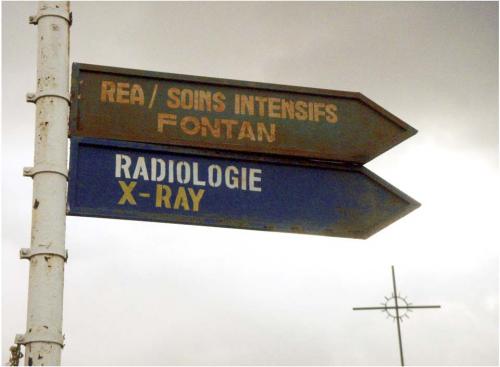 REA / SOINS INTENSIFS
FONTAN
RADIOLOGIE
X-RAY